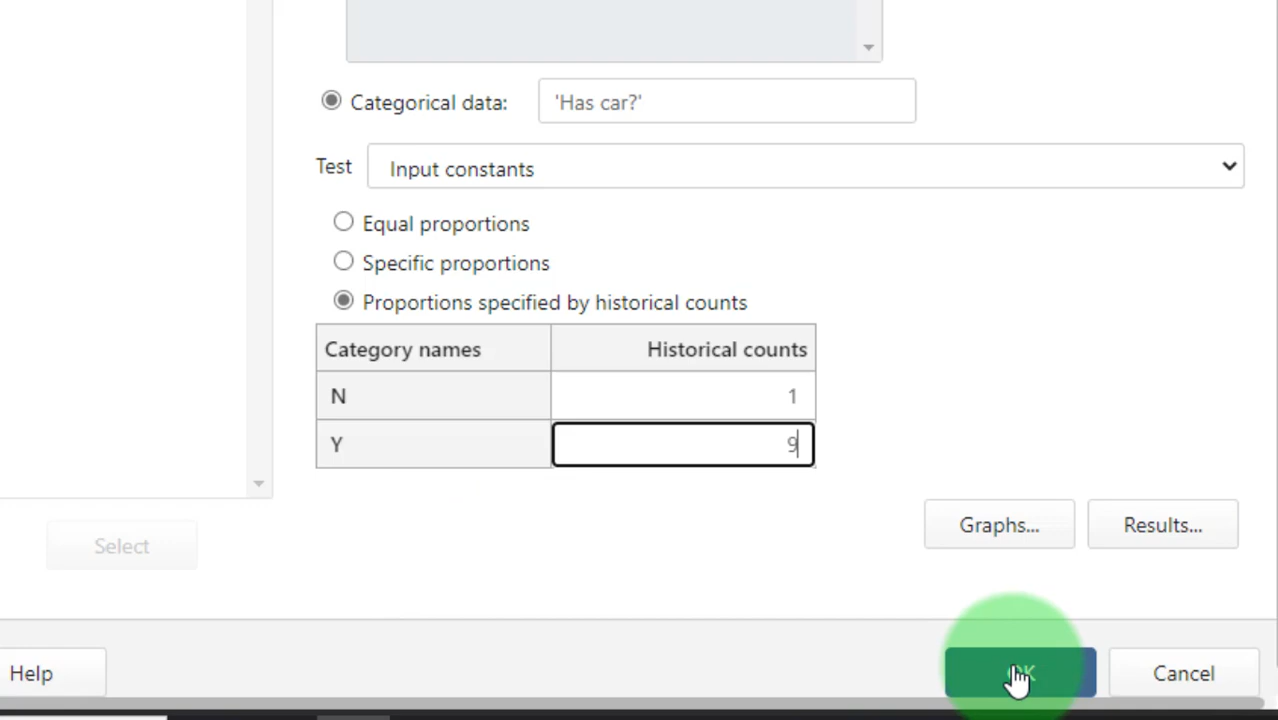 Categorical data: 'Has car?'
Test Input constants
Equal proportions
Specific proportions
Proportions specified by historical counts
Category names Historical counts
N 1
Y 9
Graphs... Results...
Select
Help OK Cancel